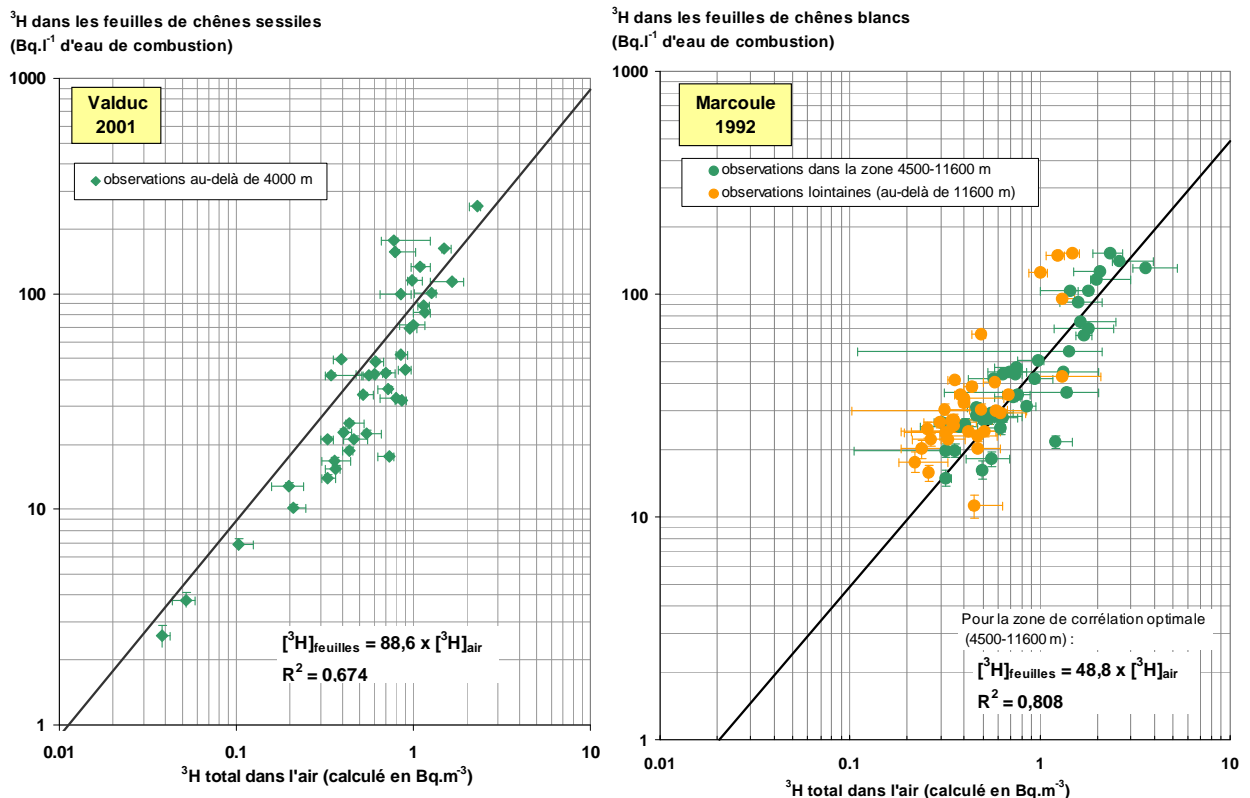 ³H dans les feuilles de chênes sessiles
(Bq.l⁻¹ d'eau de combustion)
1000
100
10
1
Valduc
2001
observations au-delà de 4000 m
[³H]feuilles = 88,6 x [³H]air
R² = 0,674
0.01 0.1 1 10
³H total dans l'air (calculé en Bq.m⁻³)
³H dans les feuilles de chênes blancs
(Bq.l⁻¹ d'eau de combustion)
1000
100
10
1
Marcoule
1992
observations dans la zone 4500-11600 m
observations lointaines (au-delà de 11600 m)
Pour la zone de corrélation optimale
(4500-11600 m) :
[³H]feuilles = 48,8 x [³H]air
R² = 0,808
0.01 0.1 1 10
³H total dans l'air (calculé en Bq.m⁻³)